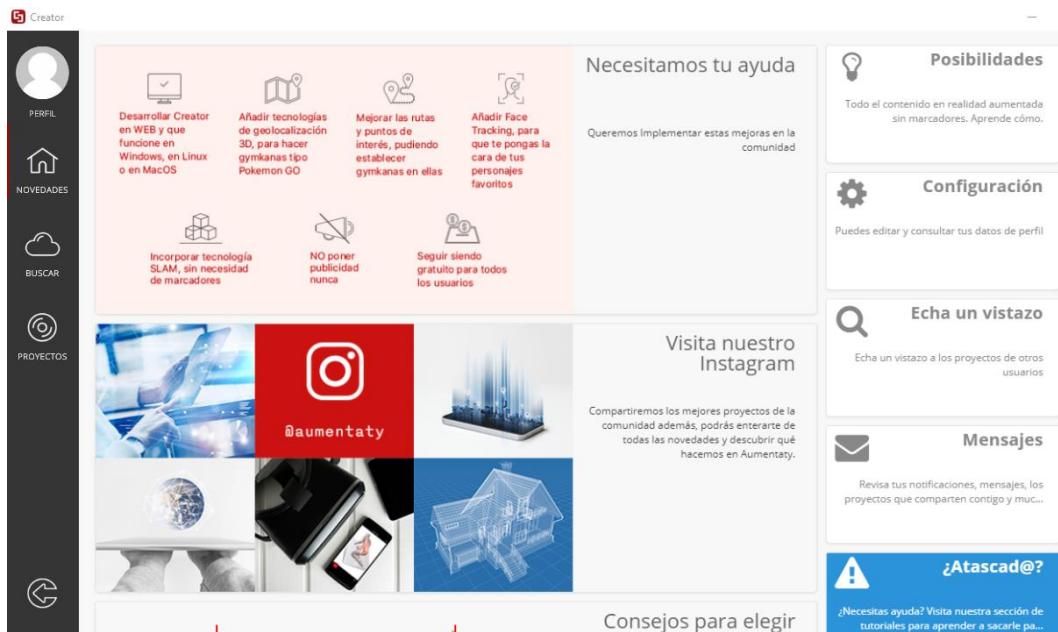 Creator
PERFIL
NOVEDADES
BUSCAR
PROYECTOS
Desarrollar Creator
en WEB y que
funcione en
Windows, en Linux
o en MacOS
Añadir tecnologías
de geolocalización
3D, para hacer
gymkanas tipo
Pokemon GO
Mejorar las rutas
y puntos de
interés, pudiendo
establecer
gymkanas en ellas
Añadir Face
Tracking, para
que te pongas la
cara de tus
personajes
favoritos
Incorporar tecnología
SLAM, sin necesidad
de marcadores
NO poner
publicidad
nunca
Seguir siendo
gratuito para todos
los usuarios
Necesitamos tu ayuda
Queremos Implementar estas mejoras en la
comunidad
@aumentaty
Visita nuestro
Instagram
Compartiremos los mejores proyectos de la
comunidad además, podrás enterarte de
todas las novedades y descubrir qué
hacemos en Aumentaty.
Consejos para elegir
Posibilidades
Todo el contenido en realidad aumentada
sin marcadores. Aprende cómo.
Configuración
Puedes editar y consultar tus datos de perfil
Echa un vistazo
Echa un vistazo a los proyectos de otros
usuarios
Mensajes
Revisa tus notificaciones, mensajes, los
proyectos que comparten contigo y muc...
¿Atascad@?
¿Necesitas ayuda? Visita nuestra sección de
tutoriales para aprender a sacarle pa...